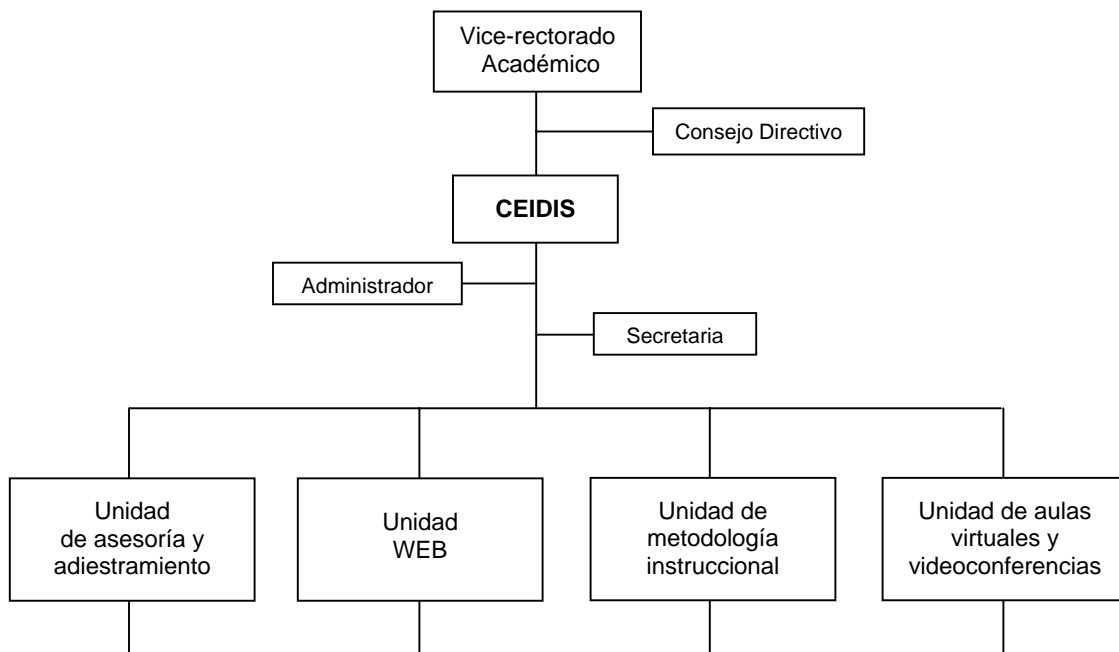 Vice-rectorado
Académico
Consejo Directivo
CEIDIS
Administrador
Secretaria
Unidad
de asesoría y
adiestramiento
Unidad
WEB
Unidad de
metodología
instruccional
Unidad de aulas
virtuales y
videoconferencias